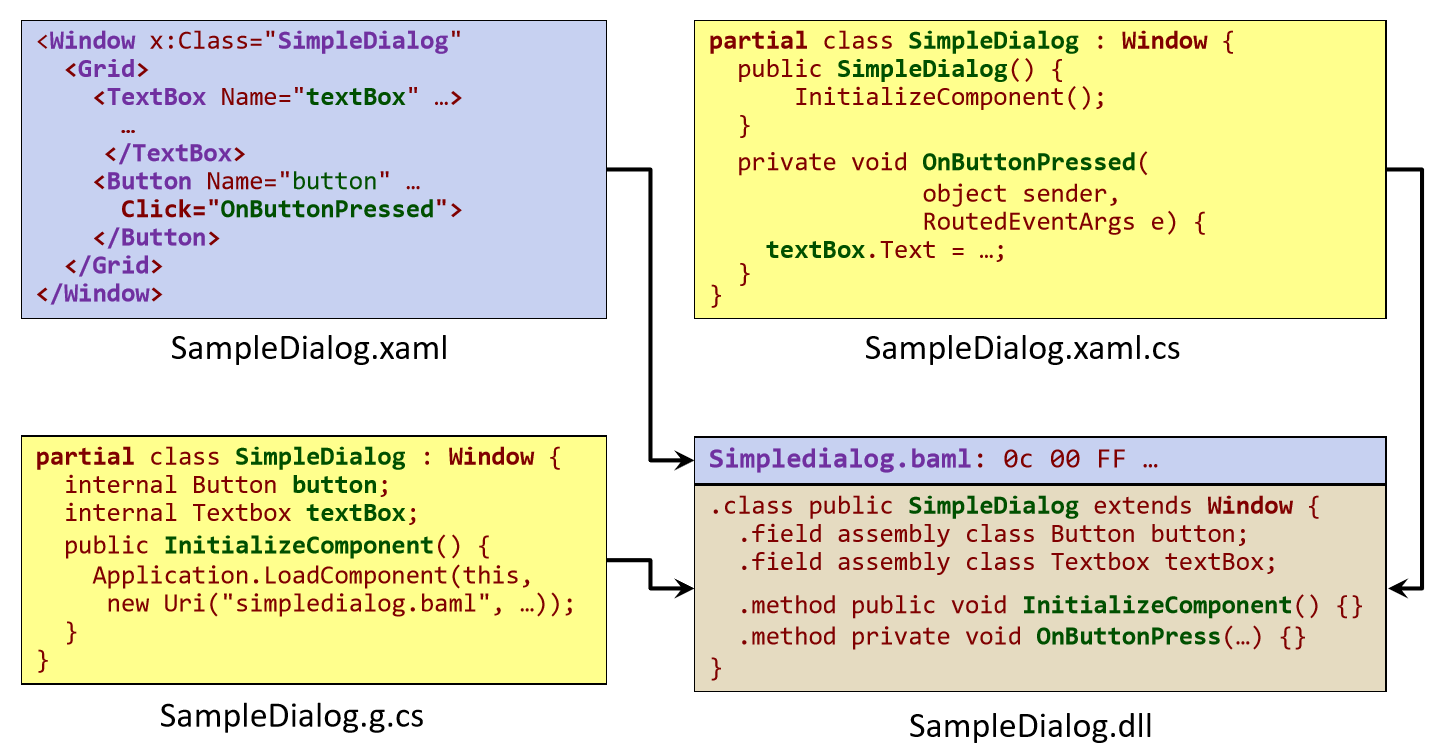 <Window x:Class="SimpleDialog"
<Grid>
<TextBox Name="textBox" …>
…
</TextBox>
<Button Name="button" …
Click="OnButtonPressed">
</Button>
</Grid>
</Window>
SampleDialog.xaml
partial class SimpleDialog : Window {
public SimpleDialog() {
InitializeComponent();
}
private void OnButtonPressed(
object sender,
RoutedEventArgs e) {
textBox.Text = …;
}
}
SampleDialog.xaml.cs
partial class SimpleDialog : Window {
internal Button button;
internal Textbox textBox;
public InitializeComponent() {
Application.LoadComponent(this,
new Uri("simpledialog.baml", …));
}
}
SampleDialog.g.cs
Simpledialog.baml: 0c 00 FF …
.class public SimpleDialog extends Window {
.field assembly class Button button;
.field assembly class Textbox textBox;
.method public void InitializeComponent() {}
.method private void OnButtonPress(…) {}
}
SampleDialog.dll